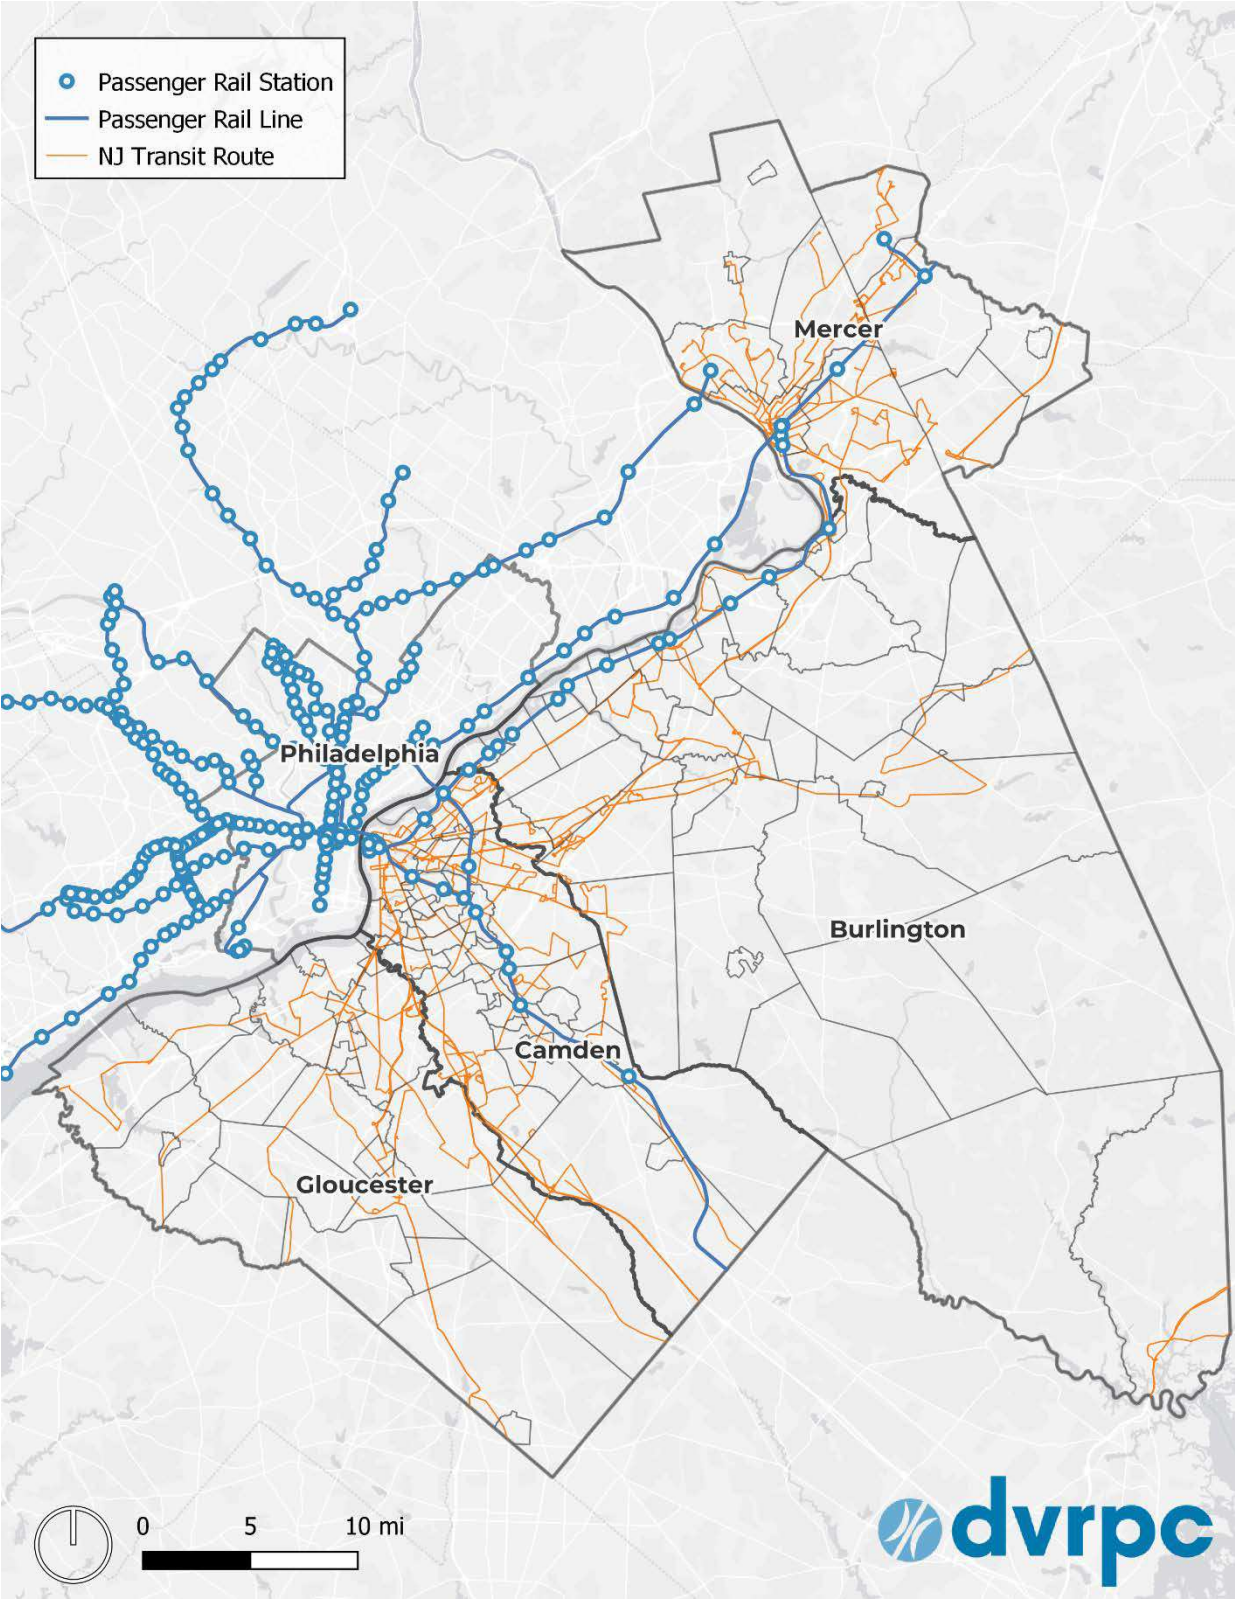 Passenger Rail Station
Passenger Rail Line
NJ Transit Route
Mercer
Philadelphia
Burlington
Camden
Gloucester
0 5 10 mi
dvrpc